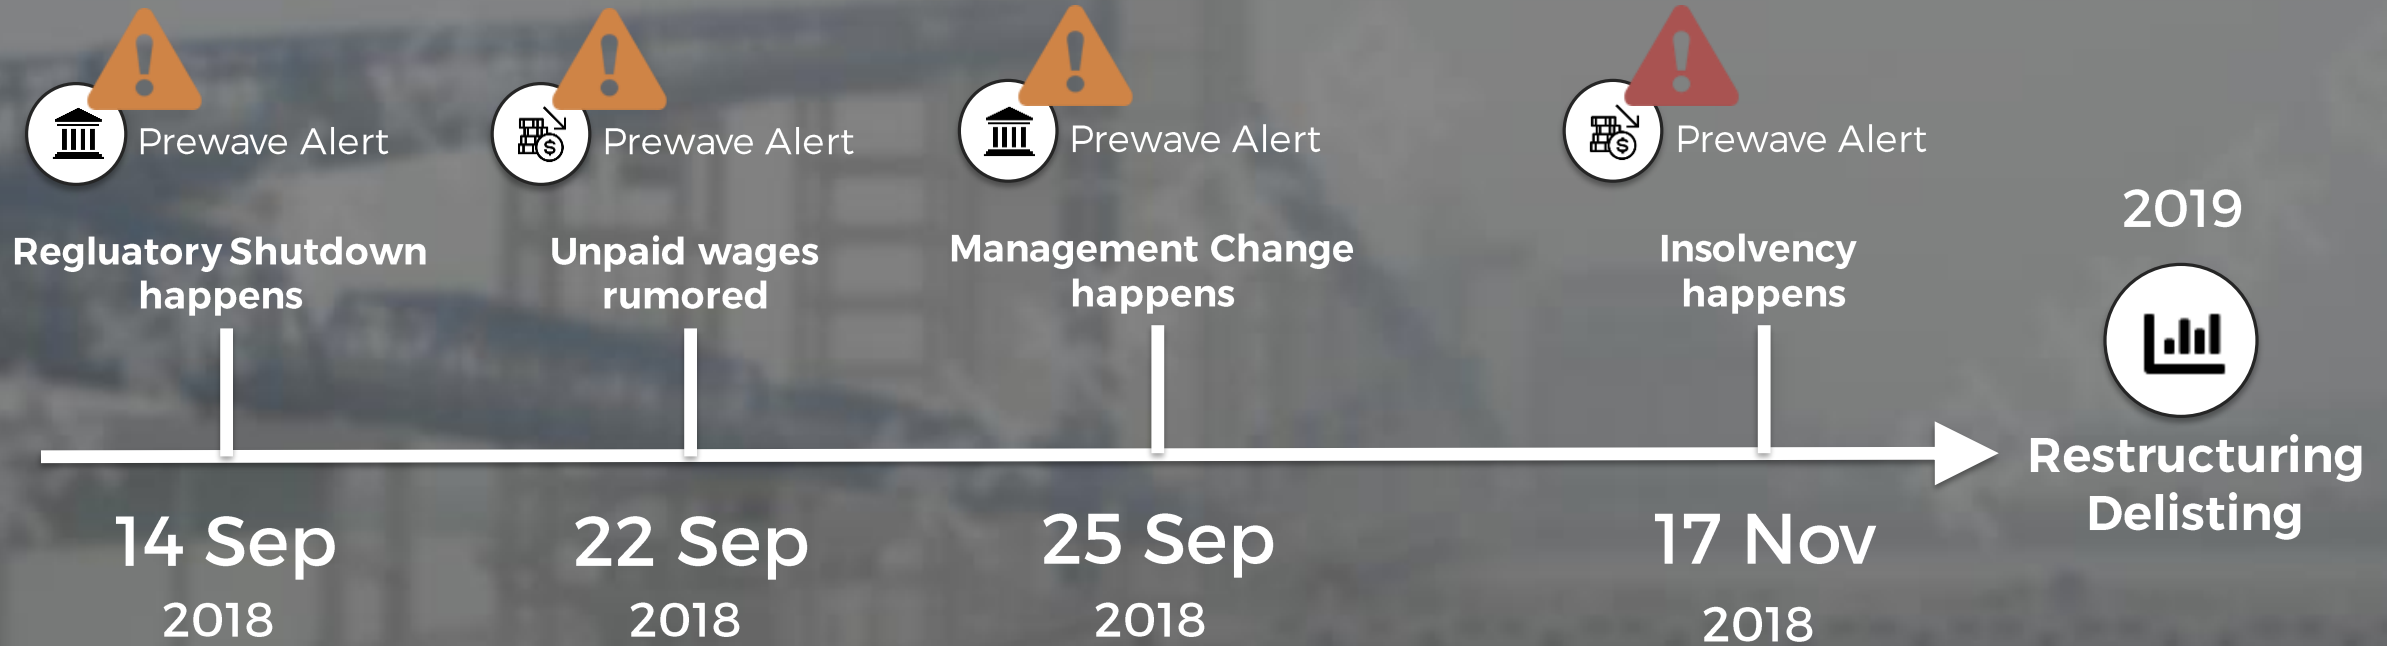 Prewave Alert
Regluatory Shutdown
happens
14 Sep
2018
Prewave Alert
Unpaid wages
rumored
22 Sep
2018
Prewave Alert
Management Change
happens
25 Sep
2018
Prewave Alert
Insolvency
happens
17 Nov
2018
2019
Restructuring
Delisting